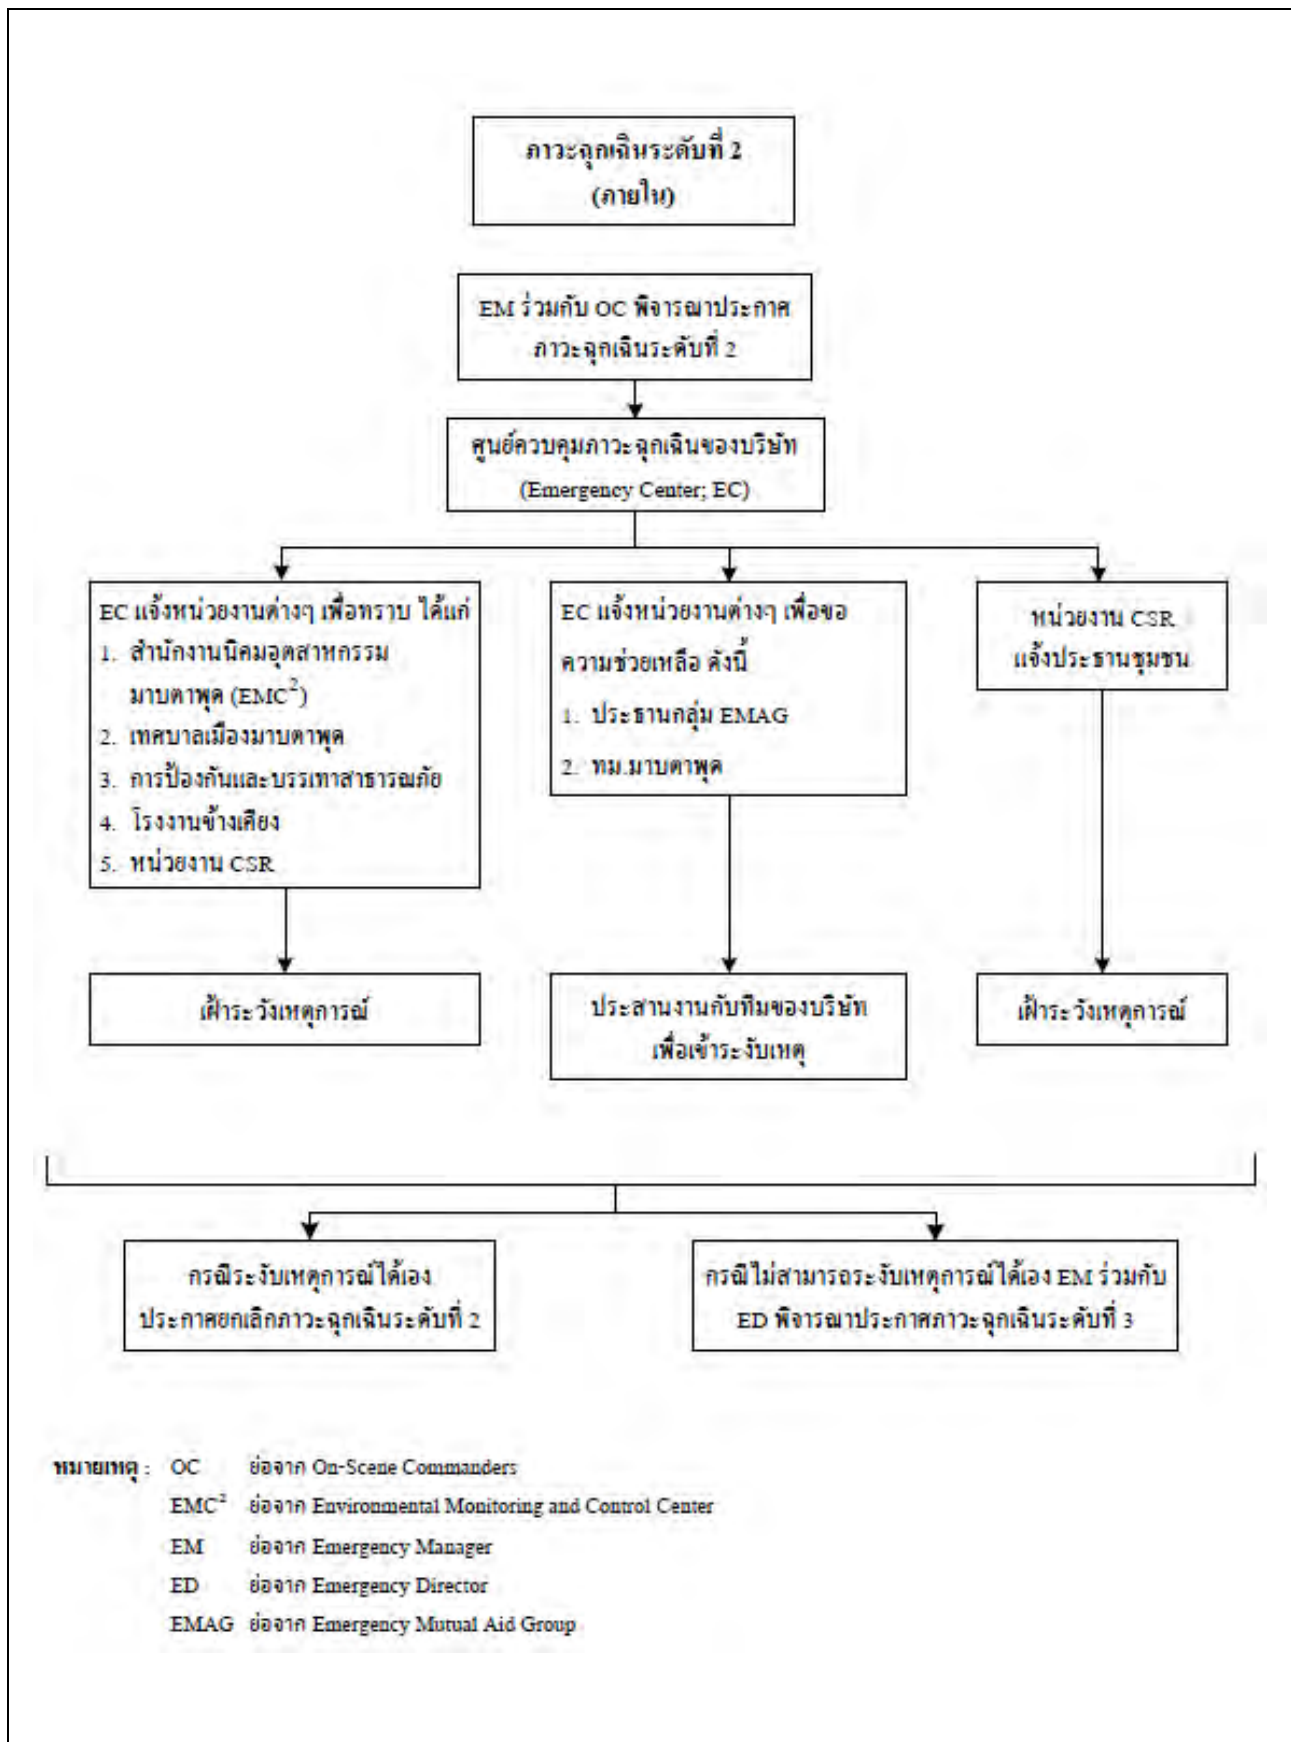 ภาวะฉุกเฉินระดับที่ 2
(ภายใน)
EM ร่วมกับ OC พิจารณาประกาศ
ภาวะฉุกเฉินระดับที่ 2
ศูนย์ควบคุมภาวะฉุกเฉินของบริษัท
(Emergency Center; EC)
EC แจ้งหน่วยงานต่างๆ เพื่อทราบ ได้แก่
1. สำนักงานนิคมอุตสาหกรรม
มาบตาพุด (EMC²)
2. เทศบาลเมืองมาบตาพุด
3. การป้องกันและบรรเทาสาธารณภัย
4. โรงงานข้างเคียง
5. หน่วยงาน CSR
EC แจ้งหน่วยงานต่างๆ เพื่อขอ
ความช่วยเหลือ ดังนี้
1. ประธานกลุ่ม EMAG
2. ทม.มาบตาพุด
หน่วยงาน CSR
แจ้งประธานชุมชน
เฝ้าระวังเหตุการณ์
ประสานงานกับทีมของบริษัท
เพื่อเข้าระงับเหตุ
เฝ้าระวังเหตุการณ์
กรณีระงับเหตุการณ์ได้เอง
ประกาศยกเลิกภาวะฉุกเฉินระดับที่ 2
กรณีไม่สามารถระงับเหตุการณ์ได้เอง EM ร่วมกับ
ED พิจารณาประกาศภาวะฉุกเฉินระดับที่ 3
หมายเหตุ : OC ย่อจาก On-Scene Commanders
EMC² ย่อจาก Environmental Monitoring and Control Center
EM ย่อจาก Emergency Manager
ED ย่อจาก Emergency Director
EMAG ย่อจาก Emergency Mutual Aid Group